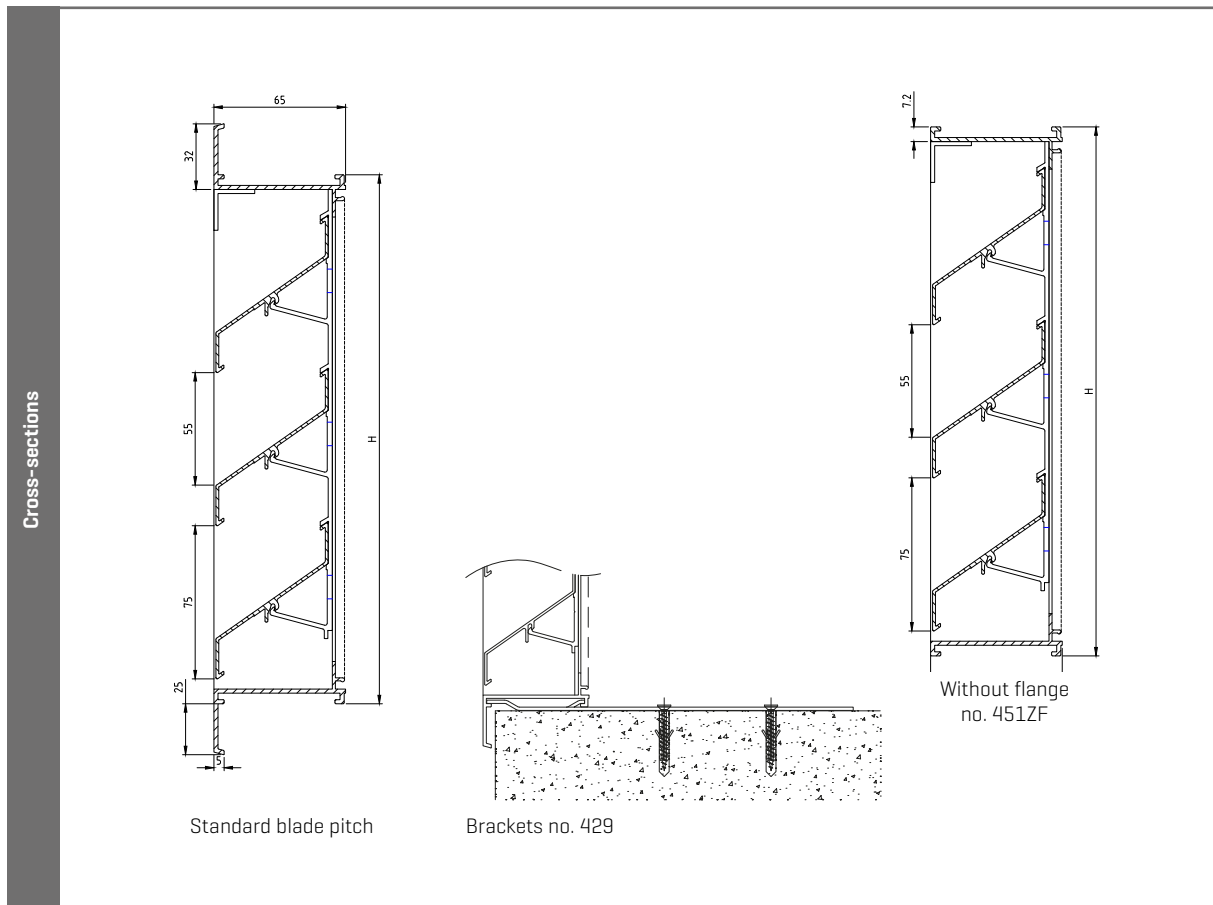 Cross-sections
65
32
H
55
75
25
5
Standard blade pitch
Brackets no. 429
7.2
H
55
75
Without flange
no. 451ZF